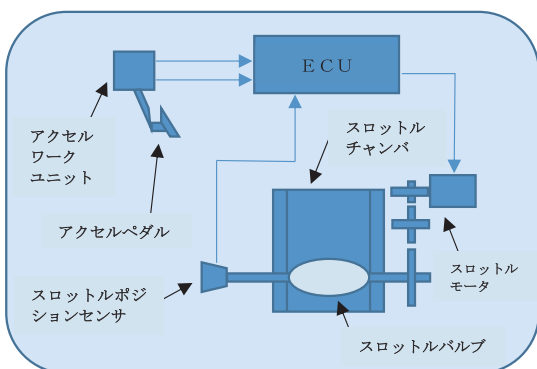 ECU
アクセル
ワーク
ユニット
スロットル
チャンバ
アクセルペダル
スロットルポジ
ションセンサ
スロットル
モータ
スロットルバルブ